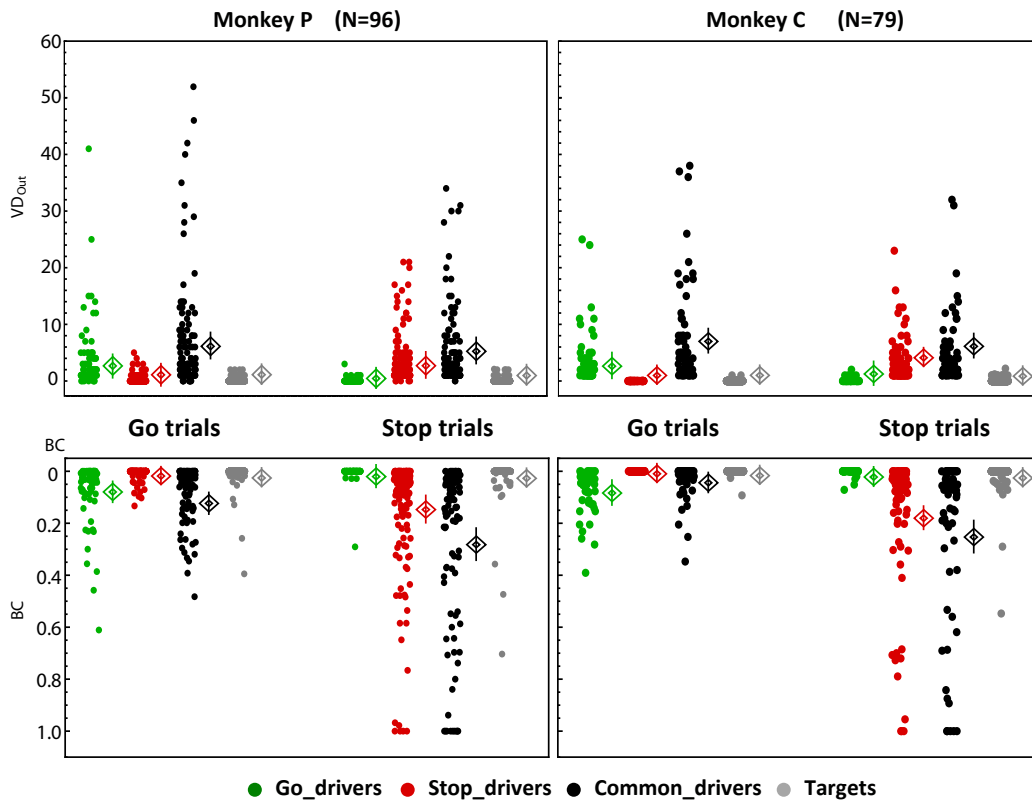 Monkey P (N=96) Monkey C (N=79)
60
50
40
30
20
10
0
VD_Out
Go trials Stop trials Go trials Stop trials
BC
0
0.2
0.4
0.6
0.8
1.0
BC
Go_drivers Stop_drivers Common_drivers Targets